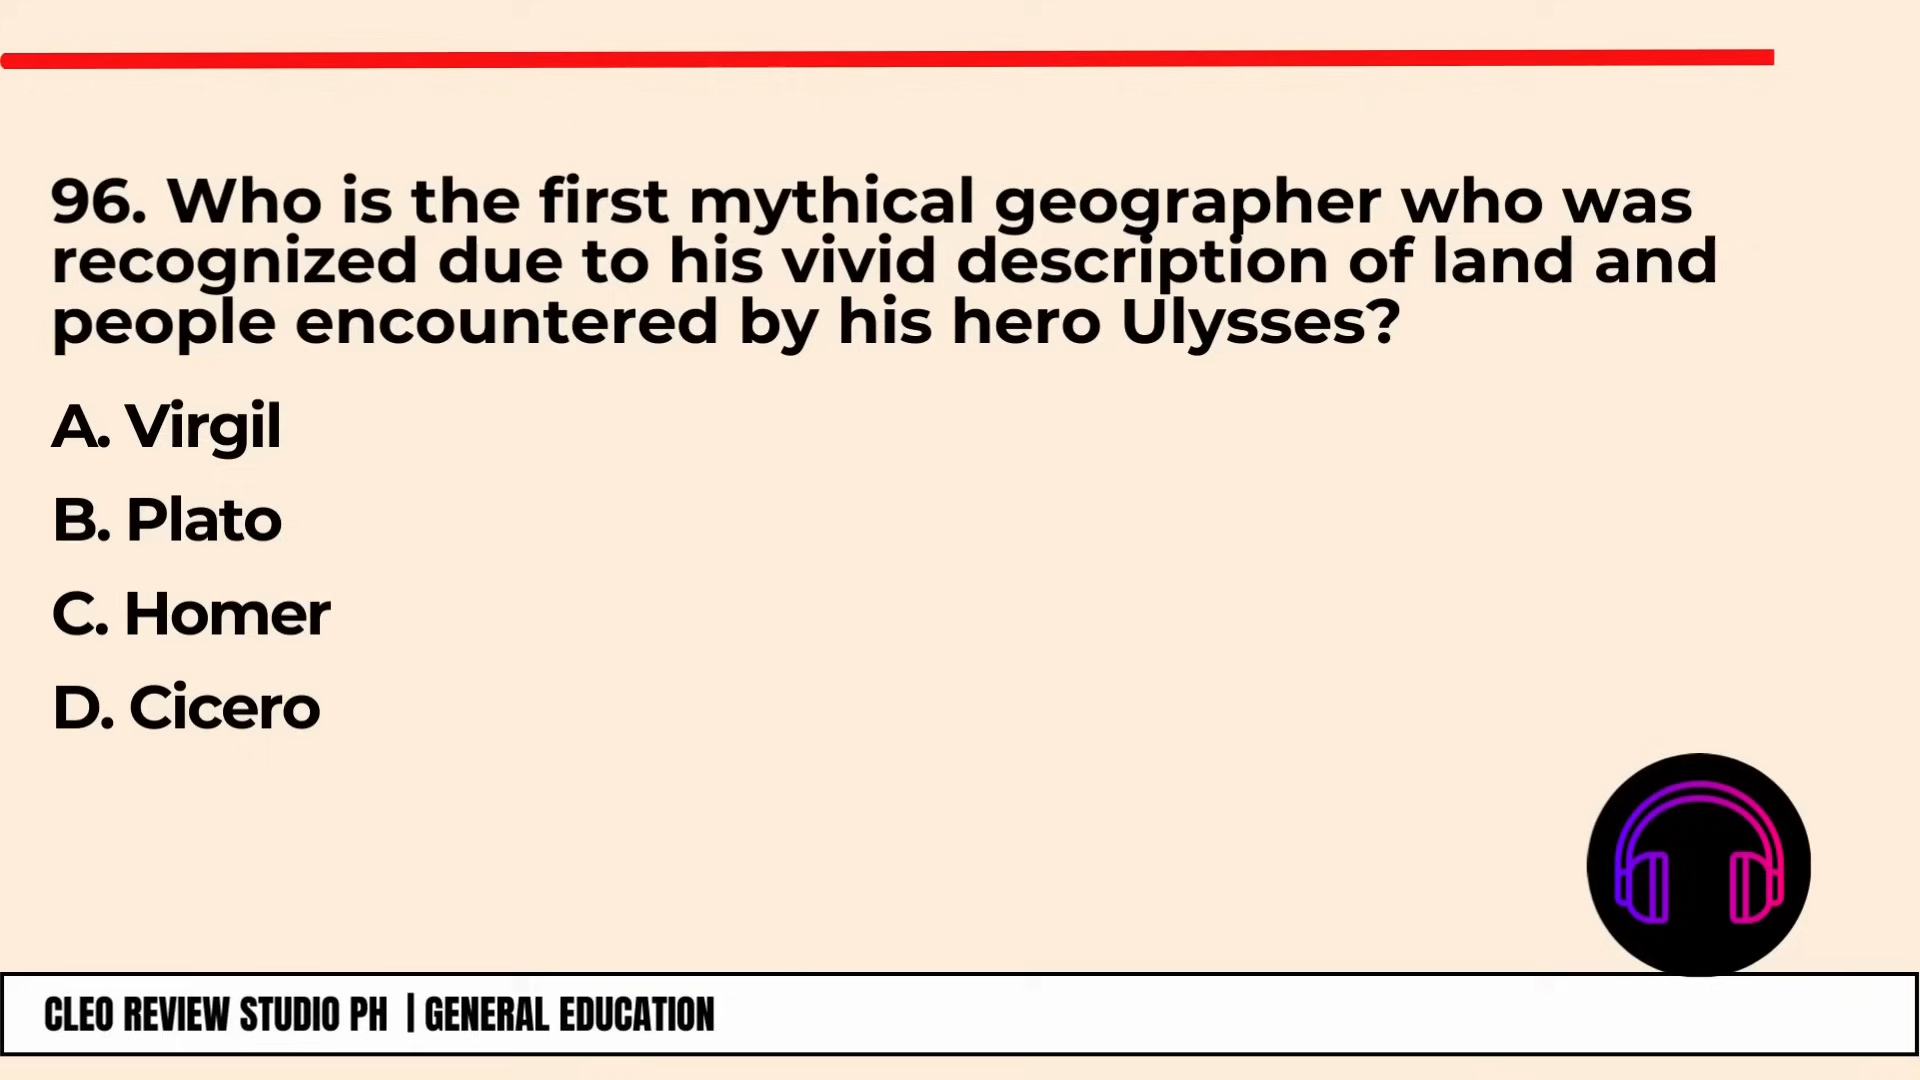 96. Who is the first mythical geographer who was
recognized due to his vivid description of land and
people encountered by his hero Ulysses?
A. Virgil
B. Plato
C. Homer
D. Cicero
CLEO REVIEW STUDIO PH | GENERAL EDUCATION